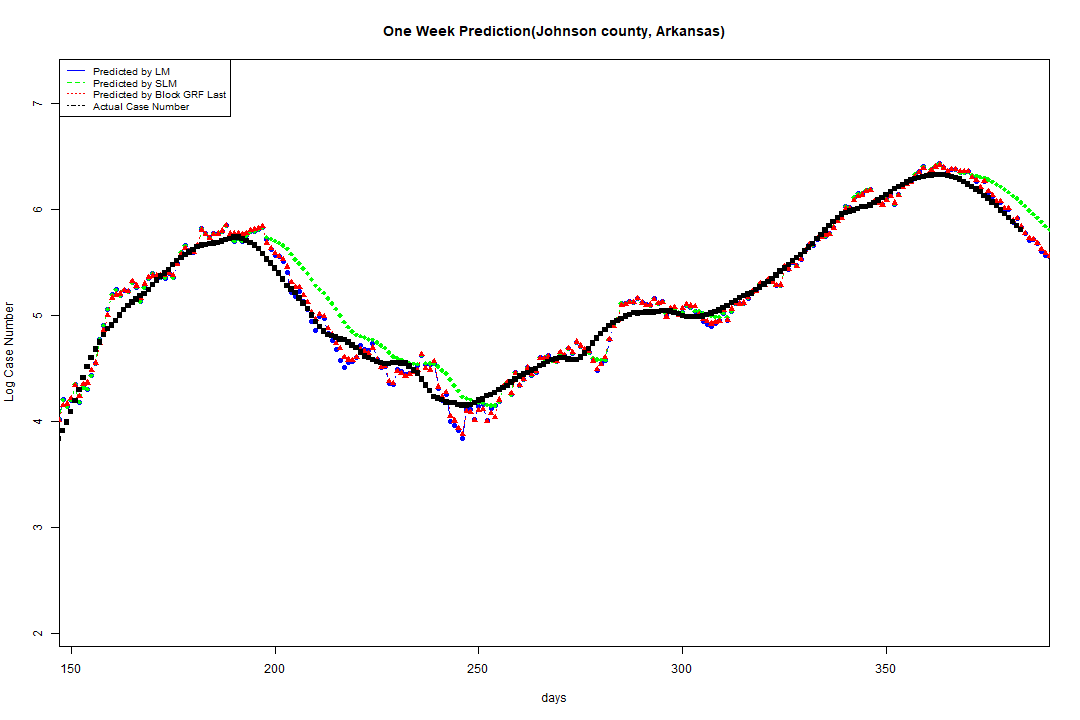 One Week Prediction(Johnson county, Arkansas)
Predicted by LM
Predicted by SLM
Predicted by Block GRF Last
Actual Case Number
7
6
5
4
3
2
Log Case Number
150 200 250 300 350
days